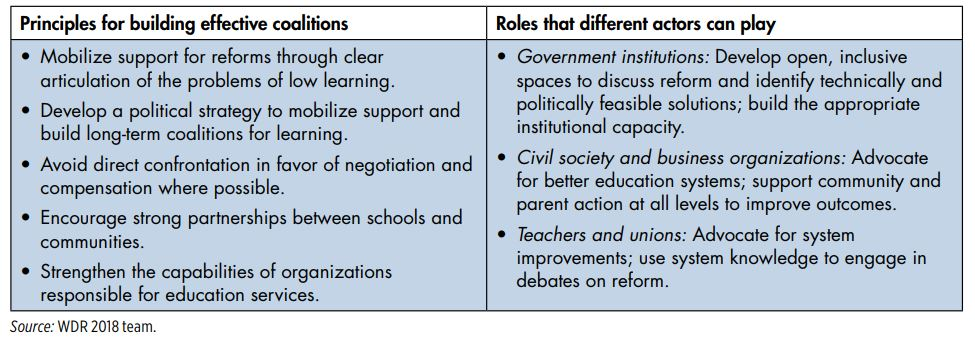 Principles for building effective coalitions
• Mobilize support for reforms through clear
articulation of the problems of low learning.
• Develop a political strategy to mobilize support and
build long-term coalitions for learning.
• Avoid direct confrontation in favor of negotiation and
compensation where possible.
• Encourage strong partnerships between schools and
communities.
• Strengthen the capabilities of organizations
responsible for education services.
Roles that different actors can play
• Government institutions: Develop open, inclusive
spaces to discuss reform and identify technically and
politically feasible solutions; build the appropriate
institutional capacity.
• Civil society and business organizations: Advocate
for better education systems; support community and
parent action at all levels to improve outcomes.
• Teachers and unions: Advocate for system
improvements; use system knowledge to engage in
debates on reform.
Source: WDR 2018 team.